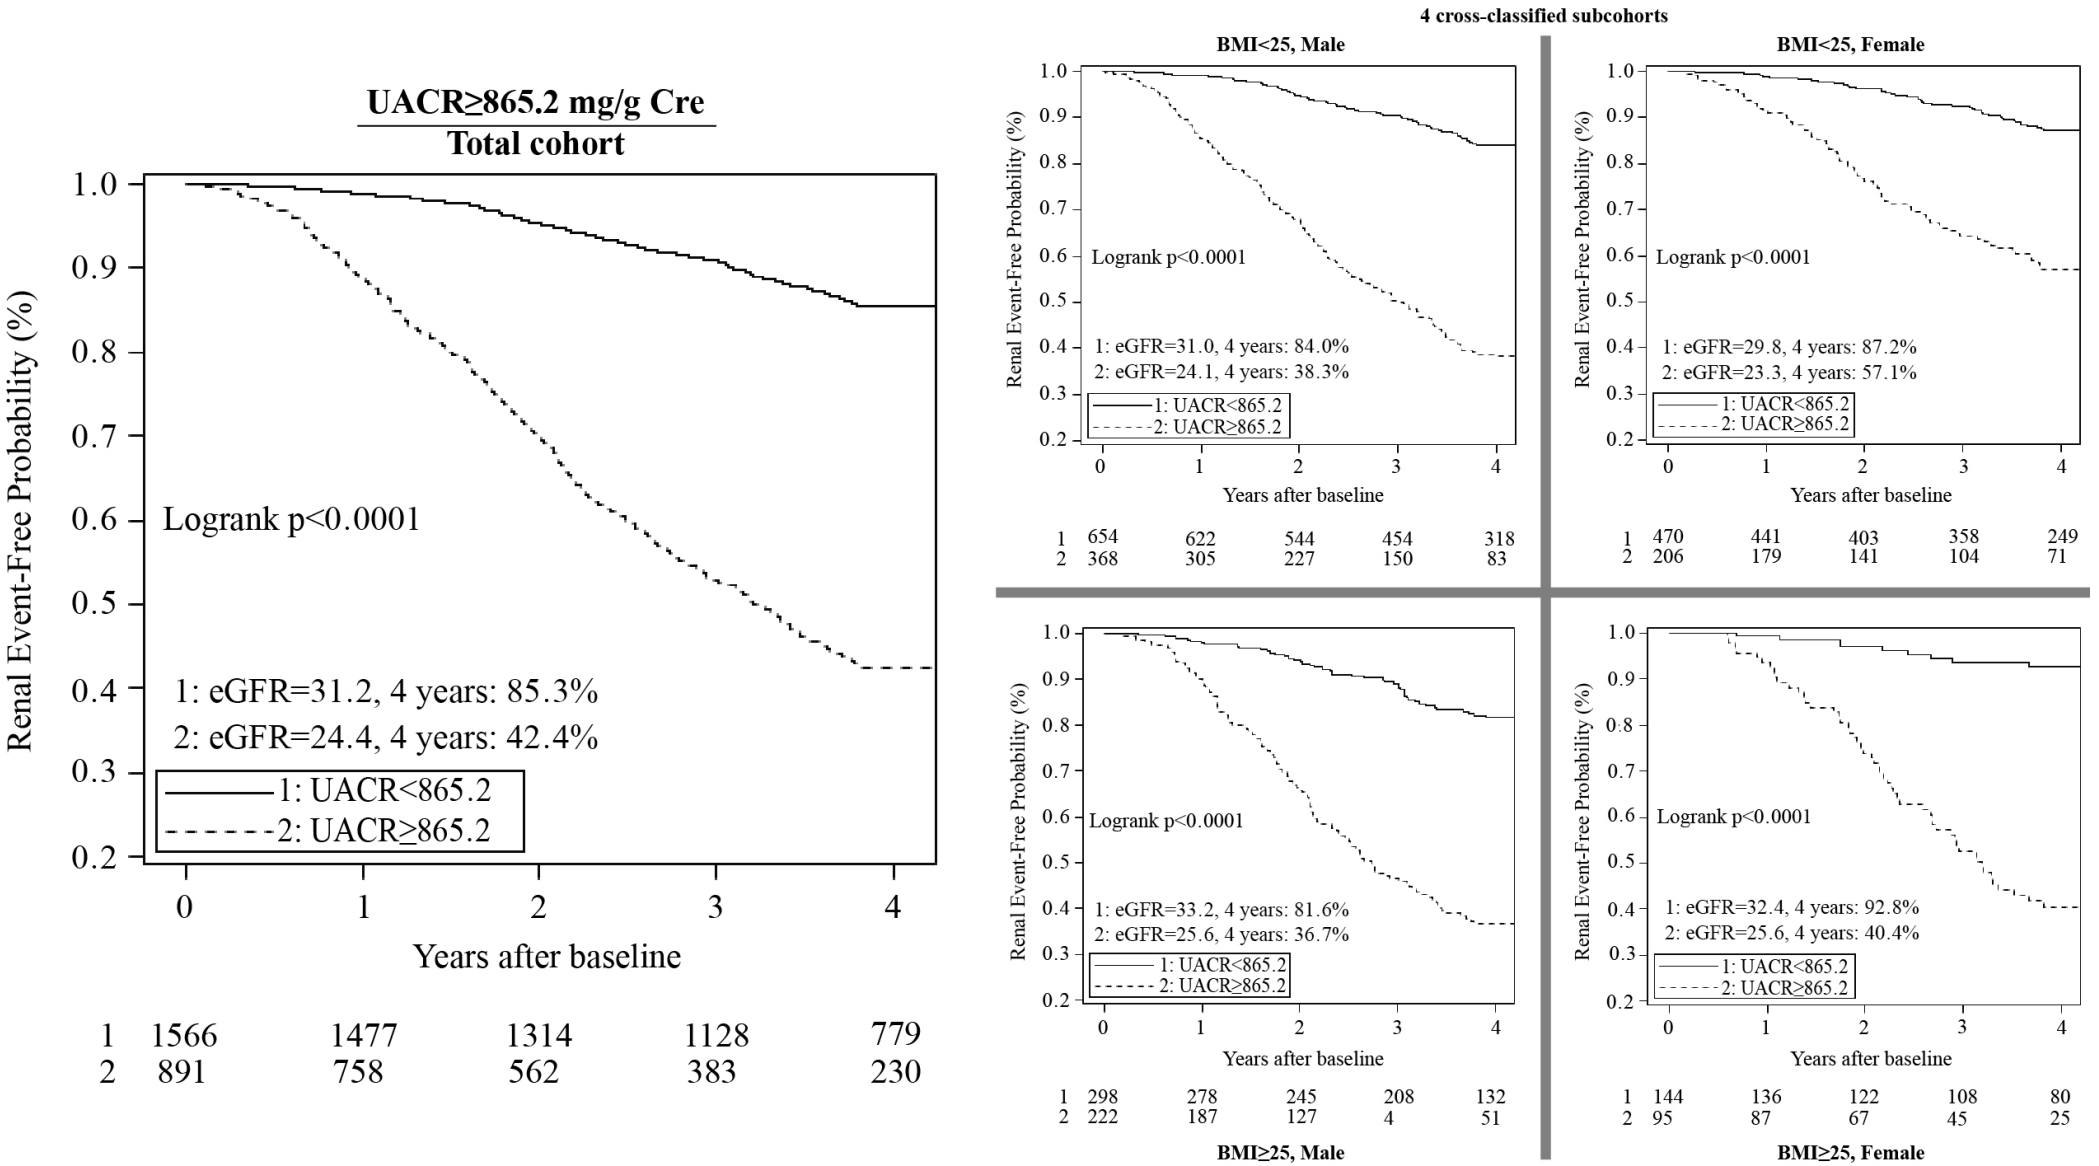 UACR≥865.2 mg/g Cre
Total cohort
Renal Event-Free Probability (%)
1.0
0.9
0.8
0.7
0.6
0.5
0.4
0.3
0.2
Logrank p<0.0001
1: eGFR=31.2, 4 years: 85.3%
2: eGFR=24.4, 4 years: 42.4%
1: UACR<865.2
2: UACR≥865.2
0 1 2 3 4
Years after baseline
1 1566 1477 1314 1128 779
2 891 758 562 383 230
4 cross-classified subcohorts
BMI<25, Male
Renal Event-Free Probability (%)
1.0
0.9
0.8
0.7
0.6
0.5
0.4
0.3
0.2
Logrank p<0.0001
1: eGFR=31.0, 4 years: 84.0%
2: eGFR=24.1, 4 years: 38.3%
1: UACR<865.2
2: UACR≥865.2
0 1 2 3 4
Years after baseline
1 654 622 544 454 318
2 368 305 227 150 83
BMI<25, Female
Renal Event-Free Probability (%)
1.0
0.9
0.8
0.7
0.6
0.5
0.4
0.3
0.2
Logrank p<0.0001
1: eGFR=29.8, 4 years: 87.2%
2: eGFR=23.3, 4 years: 57.1%
1: UACR<865.2
2: UACR≥865.2
0 1 2 3 4
Years after baseline
1 470 441 403 358 249
2 206 179 141 104 71
Renal Event-Free Probability (%)
1.0
0.9
0.8
0.7
0.6
0.5
0.4
0.3
0.2
Logrank p<0.0001
1: eGFR=33.2, 4 years: 81.6%
2: eGFR=25.6, 4 years: 36.7%
1: UACR<865.2
2: UACR≥865.2
0 1 2 3 4
Years after baseline
1 298 278 245 208 132
2 222 187 127 4 51
BMI≥25, Male
Renal Event-Free Probability (%)
1.0
0.9
0.8
0.7
0.6
0.5
0.4
0.3
0.2
Logrank p<0.0001
1: eGFR=32.4, 4 years: 92.8%
2: eGFR=25.6, 4 years: 40.4%
1: UACR<865.2
2: UACR≥865.2
0 1 2 3 4
Years after baseline
1 144 136 122 108 80
2 95 87 67 45 25
BMI≥25, Female